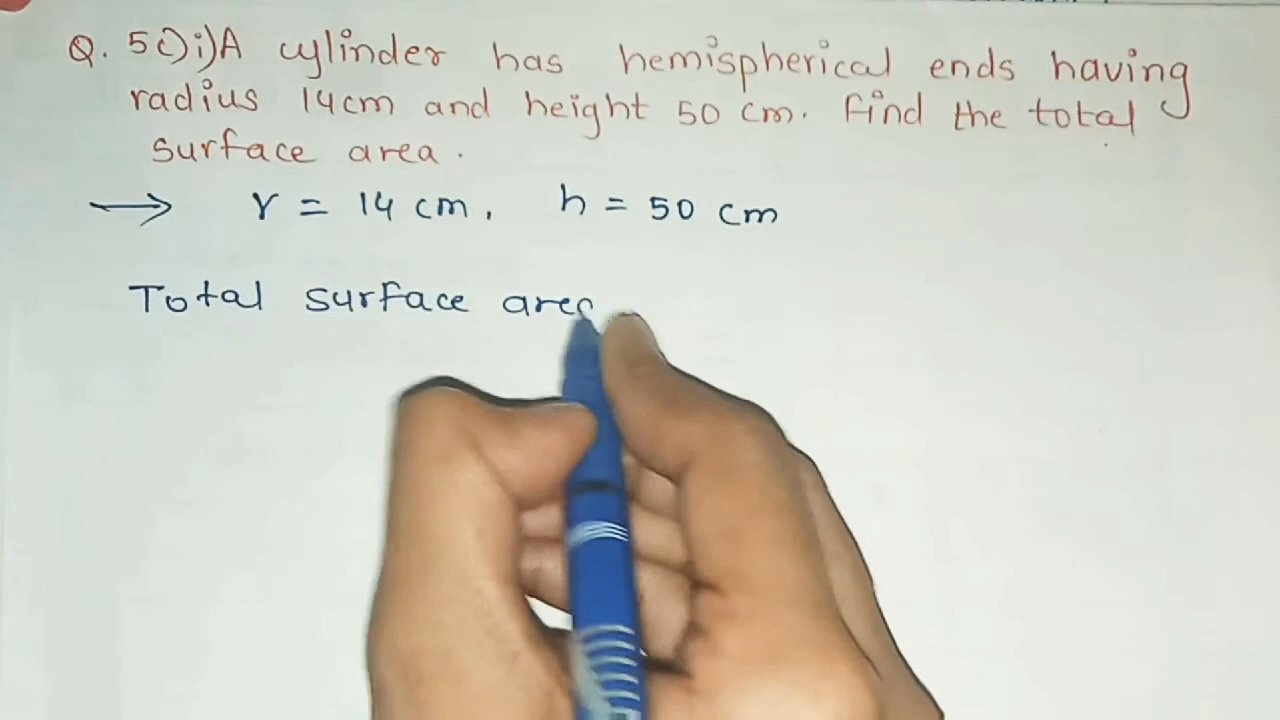 Q. 5c)i)A cylinder has hemispherical ends having
radius 14cm and height 50 cm. Find the total
surface area.
→ r = 14 cm, h = 50 cm
Total surface area